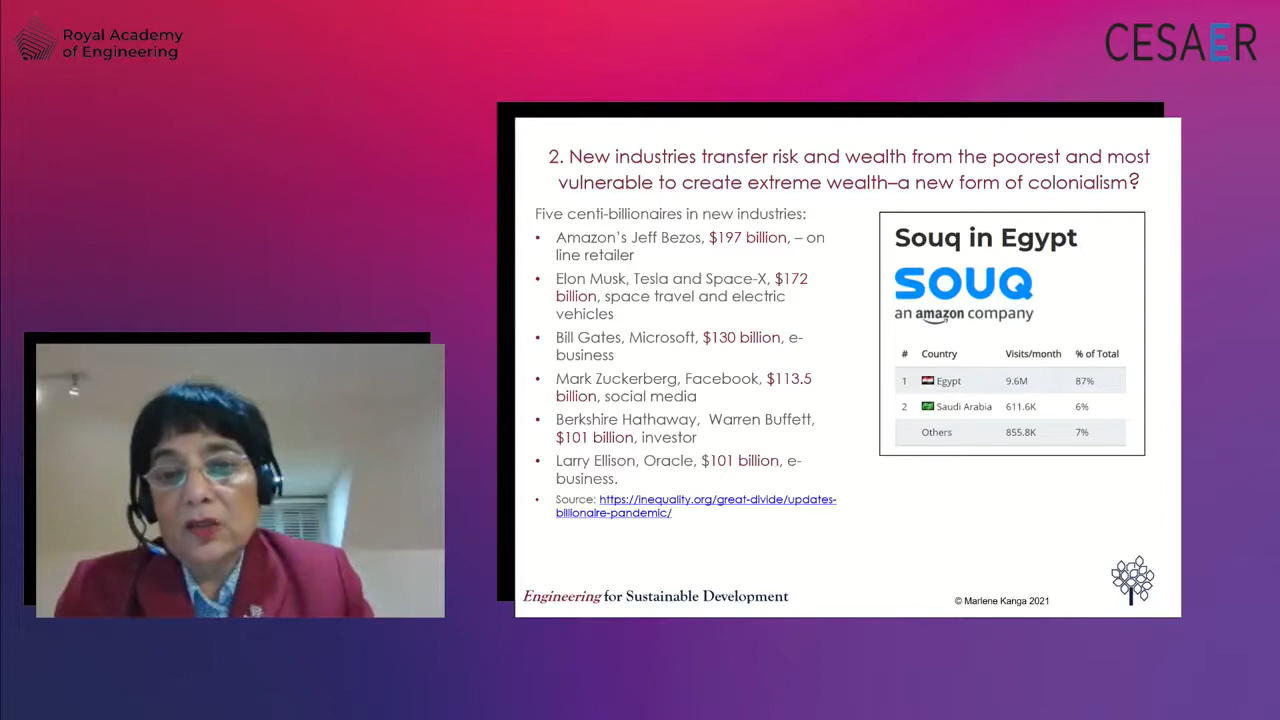 Royal Academy
of Engineering
CESAER
2. New industries transfer risk and wealth from the poorest and most
vulnerable to create extreme wealth–a new form of colonialism?
Five centi-billionaires in new industries:
• Amazon's Jeff Bezos, $197 billion, – on
line retailer
• Elon Musk, Tesla and Space-X, $172
billion, space travel and electric
vehicles
• Bill Gates, Microsoft, $130 billion, e-
business
• Mark Zuckerberg, Facebook, $113.5
billion, social media
• Berkshire Hathaway, Warren Buffett,
$101 billion, investor
• Larry Ellison, Oracle, $101 billion, e-
business.
• Source: https://inequality.org/great-divide/updates-
billionaire-pandemic/
Souq in Egypt
SOUQ
an amazon company
# Country Visits/month % of Total
1 Egypt 9.6M 87%
2 Saudi Arabia 611.6K 6%
Others 855.8K 7%
Engineering for Sustainable Development
© Marlene Kanga 2021